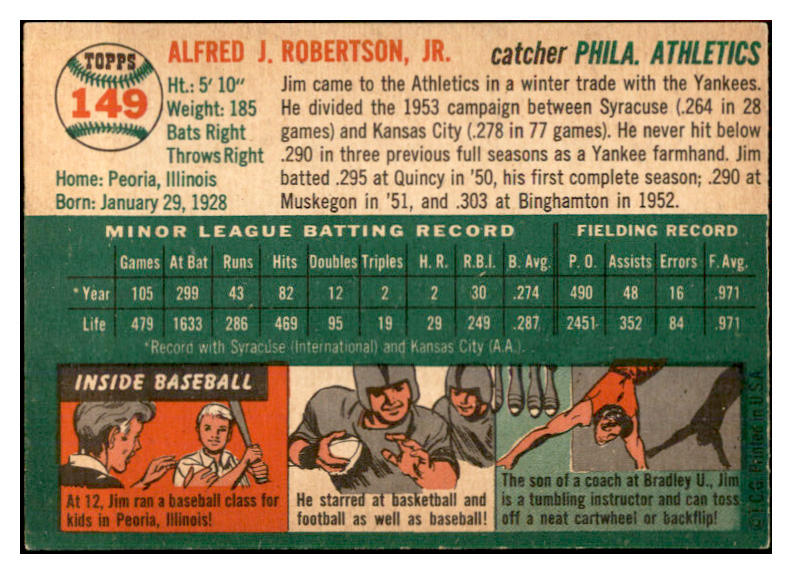 TOPPS
149
ALFRED J. ROBERTSON, JR. catcher PHILA. ATHLETICS
Ht.: 5' 10"
Weight: 185
Bats Right
Throws Right
Home: Peoria, Illinois
Born: January 29, 1928
Jim came to the Athletics in a winter trade with the Yankees.
He divided the 1953 campaign between Syracuse (.264 in 28
games) and Kansas City (.278 in 77 games). He never hit below
.290 in three previous full seasons as a Yankee farmhand. Jim
batted .295 at Quincy in '50, his first complete season; .290 at
Muskegon in '51, and .303 at Binghamton in 1952.
MINOR LEAGUE BATTING RECORD FIELDING RECORD
Games At Bat Runs Hits Doubles Triples H. R. R.B.I. B. Avg. P. O. Assists Errors F. Avg.
*Year 105 299 43 82 12 2 2 30 .274 490 48 16 .971
Life 479 1633 286 469 95 19 29 249 .287 2451 352 84 .971
*Record with Syracuse (International) and Kansas City (A.A.).
INSIDE BASEBALL
At 12, Jim ran a baseball class for
kids in Peoria, Illinois!
He starred at basketball and
football as well as baseball!
The son of a coach at Bradley U., Jim
is a tumbling instructor and can toss
off a neat cartwheel or backflip!
© T.C.G. Printed in U.S.A.